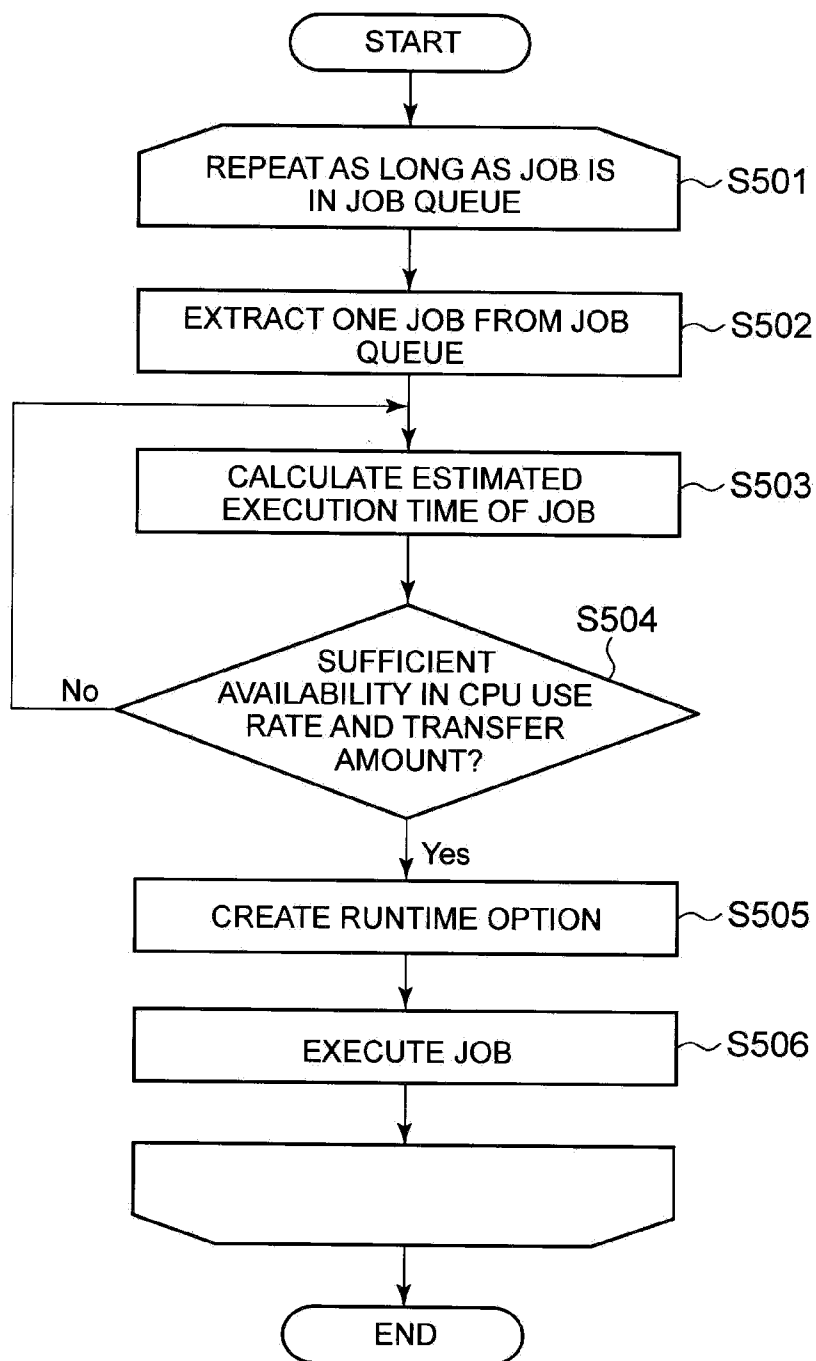 START
REPEAT AS LONG AS JOB IS
IN JOB QUEUE
S501
EXTRACT ONE JOB FROM JOB
QUEUE
S502
CALCULATE ESTIMATED
EXECUTION TIME OF JOB
S503
S504
SUFFICIENT
AVAILABILITY IN CPU USE
RATE AND TRANSFER
AMOUNT?
No
Yes
CREATE RUNTIME OPTION
S505
EXECUTE JOB
S506
END